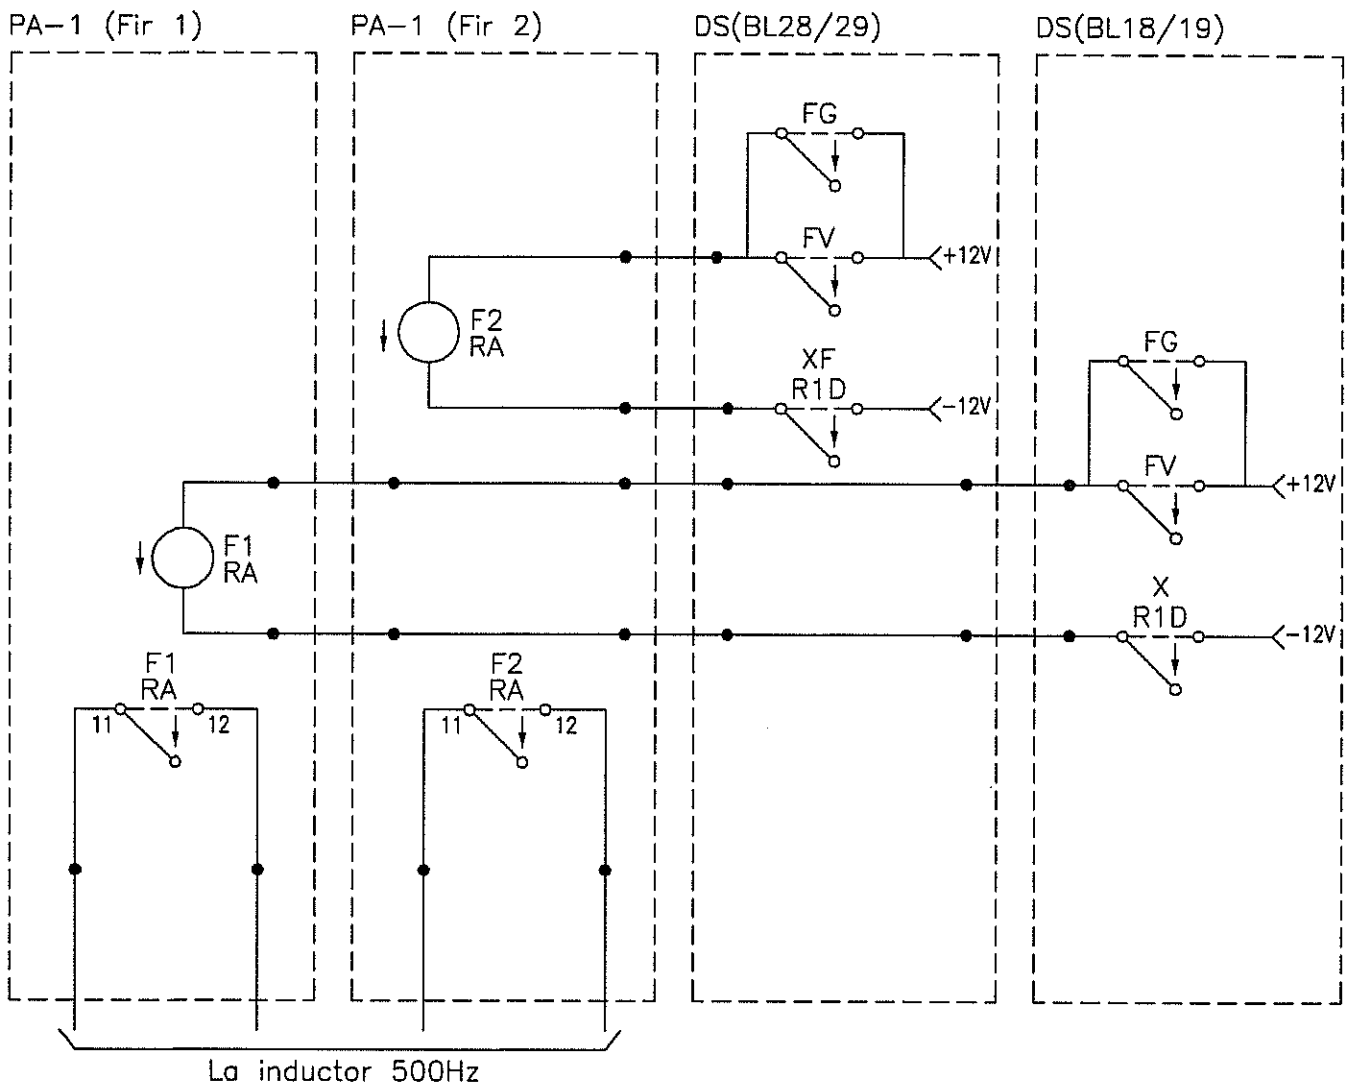 PA-1 (Fir 1)
PA-1 (Fir 2)
DS(BL28/29)
DS(BL18/19)
FG
FV
+12V
F2
RA
XF
R1D
-12V
FG
FV
+12V
F1
RA
X
R1D
-12V
F1
RA
11
12
F2
RA
11
12
La inductor 500Hz